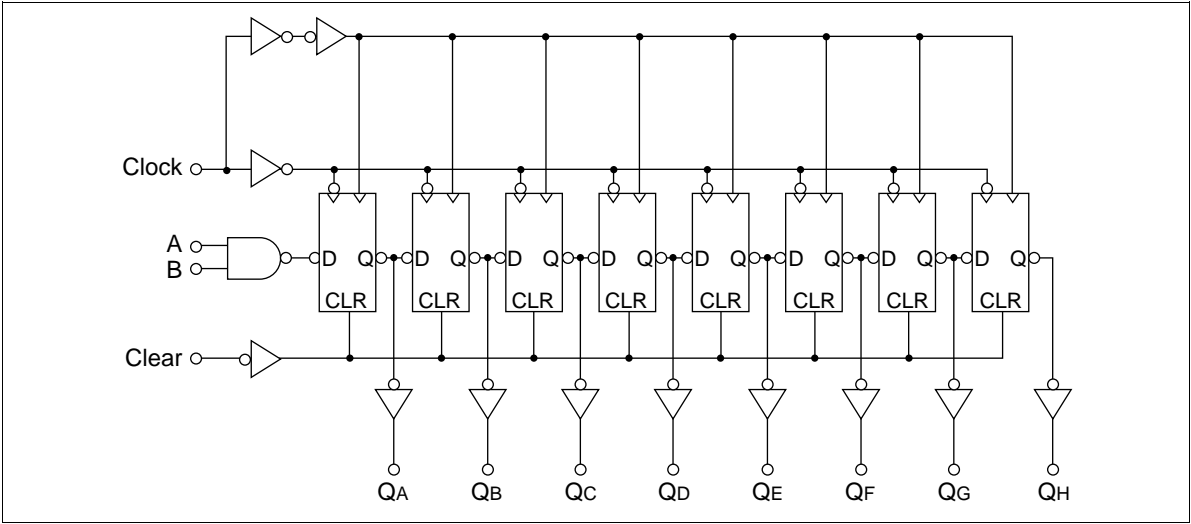 Clock
A
B
D Q D Q D Q D Q D Q D Q D Q D Q
CLR CLR CLR CLR CLR CLR CLR CLR
Clear
QA QB QC QD QE QF QG QH